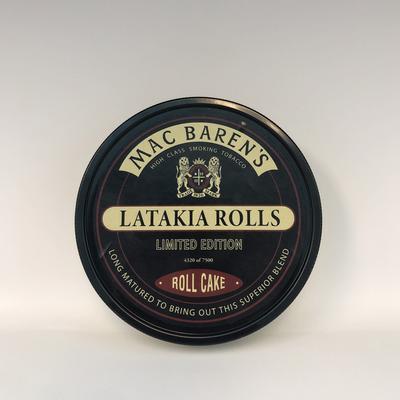 MAC BAREN'S
HIGH CLASS SMOKING TOBACCO
LATAKIA ROLLS
LIMITED EDITION
4320 of 7500
ROLL CAKE
LONG MATURED TO BRING OUT THIS SUPERIOR BLEND